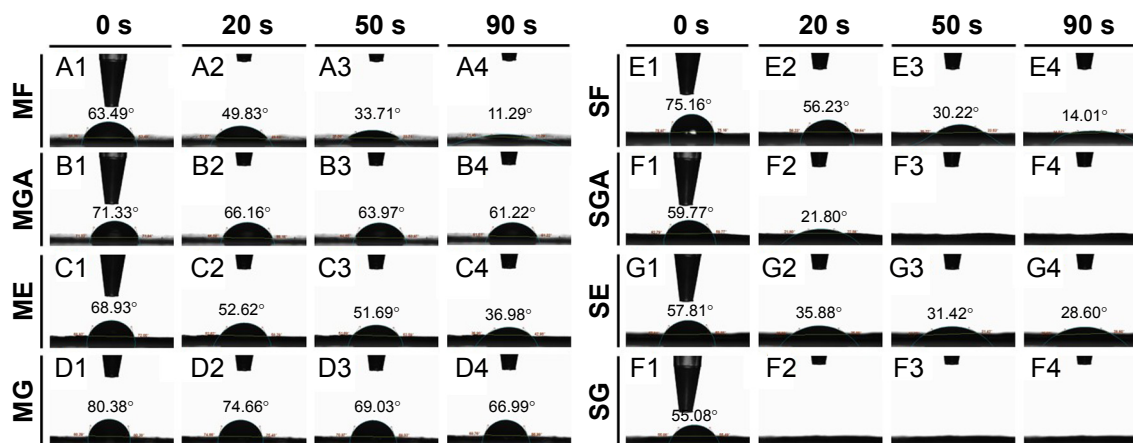 0 s 20 s 50 s 90 s
MF
A1 A2 A3 A4
63.49° 49.83° 33.71° 11.29°
MGA
B1 B2 B3 B4
71.33° 66.16° 63.97° 61.22°
ME
C1 C2 C3 C4
68.93° 52.62° 51.69° 36.98°
MG
D1 D2 D3 D4
80.38° 74.66° 69.03° 66.99°
0 s 20 s 50 s 90 s
SF
E1 E2 E3 E4
75.16° 56.23° 30.22° 14.01°
SGA
F1 F2 F3 F4
59.77° 21.80°
SE
G1 G2 G3 G4
57.81° 35.88° 31.42° 28.60°
SG
F1 F2 F3 F4
55.08°